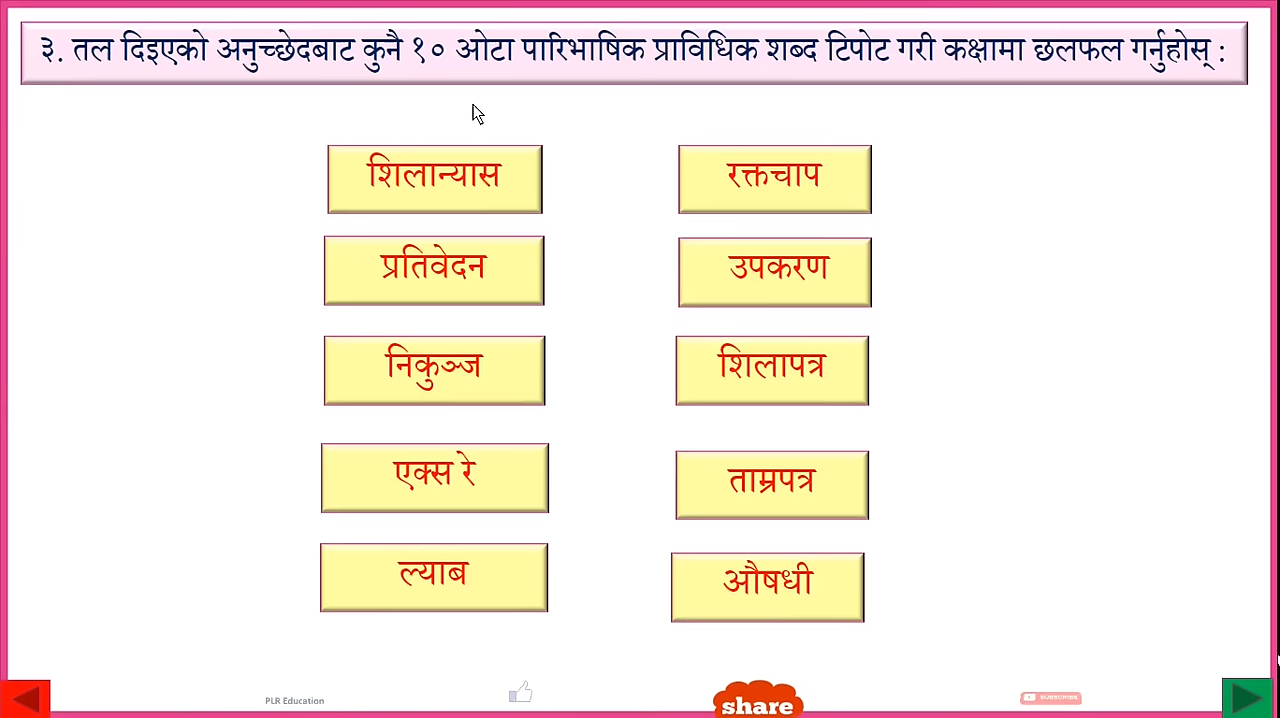 ३. तल दिइएको अनुच्छेदबाट कुनै १० ओटा पारिभाषिक प्राविधिक शब्द टिपोट गरी कक्षामा छलफल गर्नुहोस् :
शिलान्यास
रक्तचाप
प्रतिवेदन
उपकरण
निकुञ्ज
शिलापत्र
एक्स रे
ताम्रपत्र
ल्याब
औषधी
PLR Education
share
SUBSCRIBE